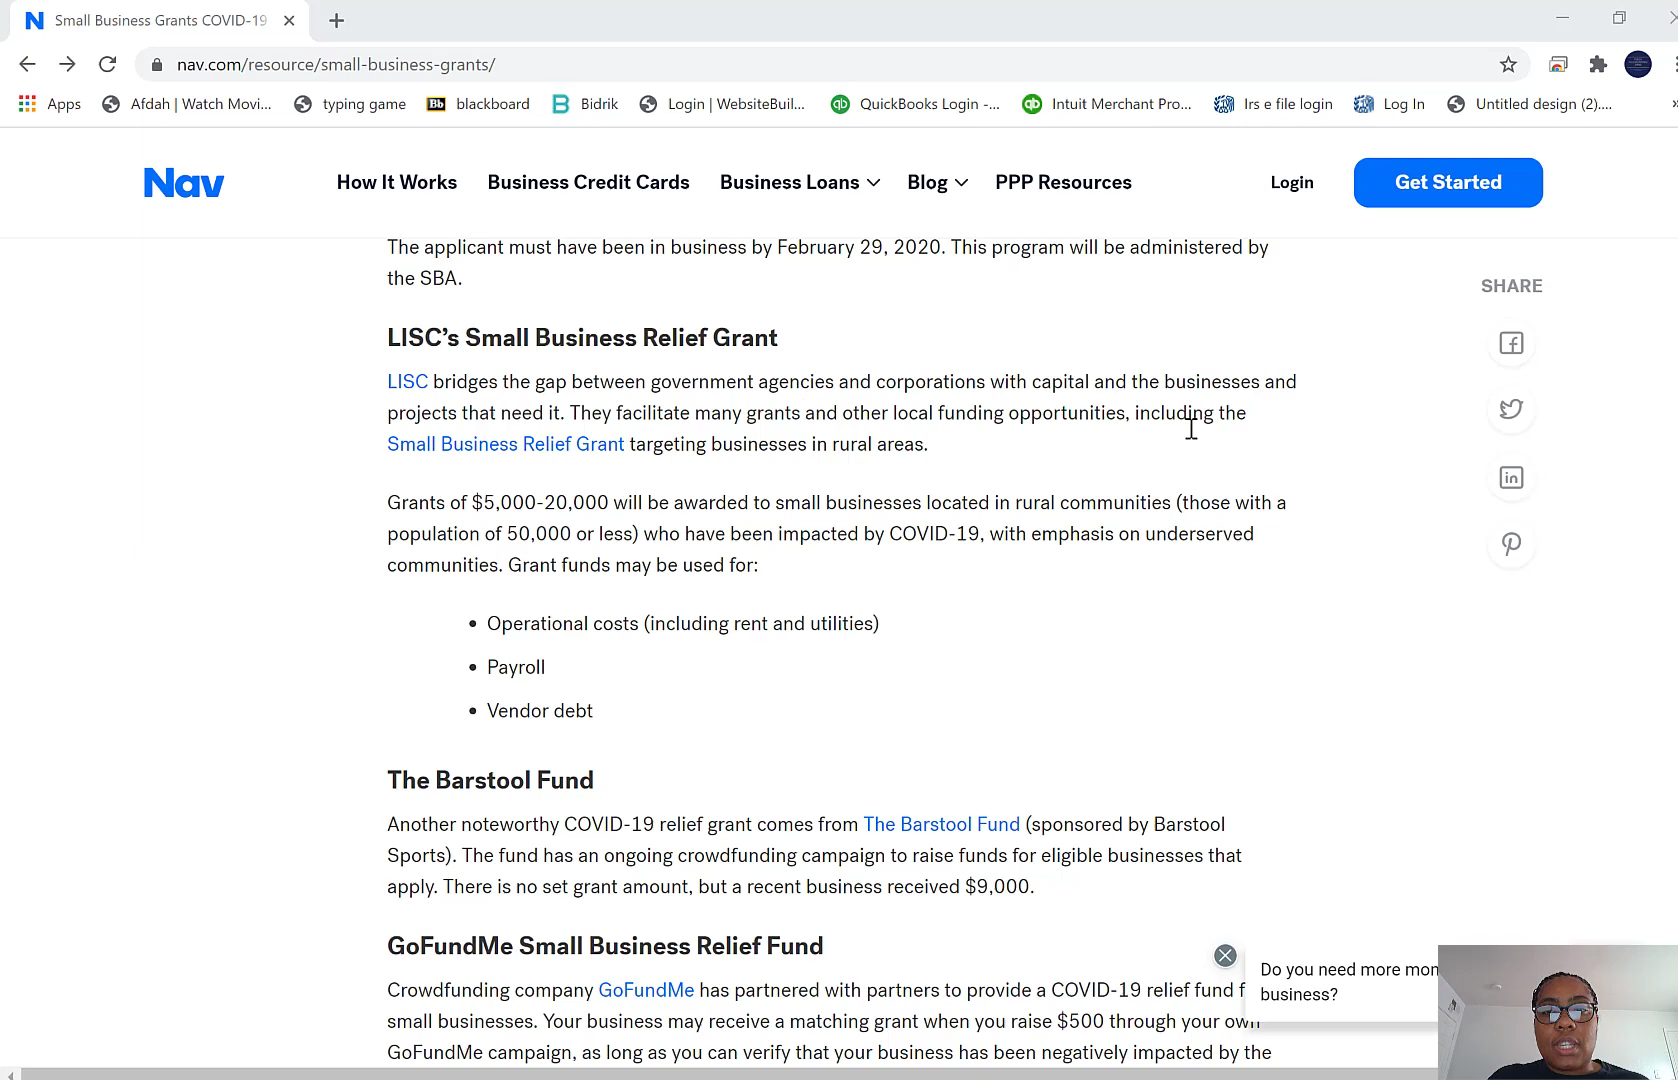 Small Business Grants COVID-19
nav.com/resource/small-business-grants/
Apps
Afdah | Watch Movi...
typing game
Bb
blackboard
Bidrik
Login | WebsiteBuil...
qb
QuickBooks Login -...
qb
Intuit Merchant Pro...
Irs e file login
Log In
Untitled design (2)....
Nav
How It Works
Business Credit Cards
Business Loans
Blog
PPP Resources
Login
Get Started
The applicant must have been in business by February 29, 2020. This program will be administered by
the SBA.
SHARE
LISC’s Small Business Relief Grant
LISC bridges the gap between government agencies and corporations with capital and the businesses and
projects that need it. They facilitate many grants and other local funding opportunities, including the
Small Business Relief Grant targeting businesses in rural areas.
Grants of $5,000-20,000 will be awarded to small businesses located in rural communities (those with a
population of 50,000 or less) who have been impacted by COVID-19, with emphasis on underserved
communities. Grant funds may be used for:
• Operational costs (including rent and utilities)
• Payroll
• Vendor debt
The Barstool Fund
Another noteworthy COVID-19 relief grant comes from The Barstool Fund (sponsored by Barstool
Sports). The fund has an ongoing crowdfunding campaign to raise funds for eligible businesses that
apply. There is no set grant amount, but a recent business received $9,000.
GoFundMe Small Business Relief Fund
Crowdfunding company GoFundMe has partnered with partners to provide a COVID-19 relief fund f
small businesses. Your business may receive a matching grant when you raise $500 through your own
GoFundMe campaign, as long as you can verify that your business has been negatively impacted by the
Do you need more mon
business?